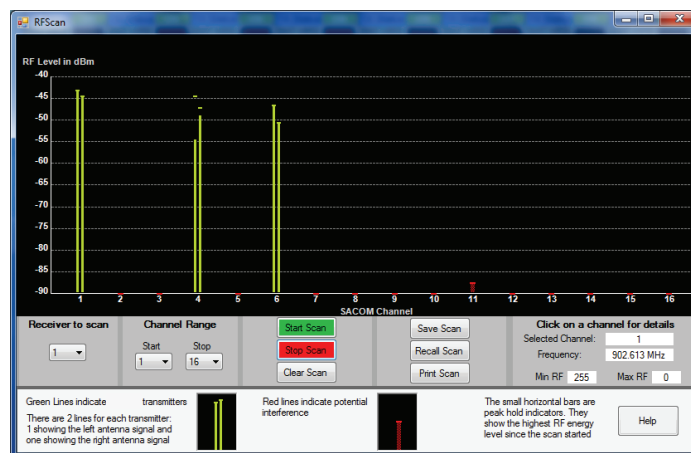 RFScan
RF Level in dBm
-40
-45
-50
-55
-60
-65
-70
-75
-80
-85
-90
1 2 3 4 5 6 7 8 9 10 11 12 13 14 15 16
SACOM Channel
Receiver to scan
1
Channel Range
Start Stop
1 16
Start Scan
Stop Scan
Clear Scan
Save Scan
Recall Scan
Print Scan
Click on a channel for details
Selected Channel: 1
Frequency: 902.613 MHz
Min RF 255 Max RF 0
Green Lines indicate transmitters
There are 2 lines for each transmitter:
1 showing the left antenna signal and
one showing the right antenna signal
Red lines indicate potential
interference
The small horizontal bars are
peak hold indicators. They
show the highest RF energy
level since the scan started
Help